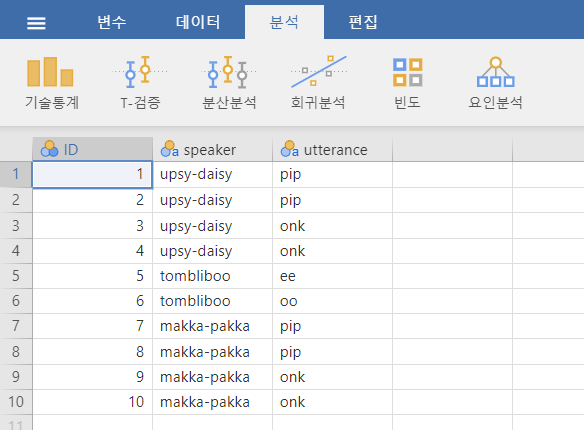 변수 데이터 분석 편집
기술통계 T-검증 분산분석 회귀분석 빈도 요인분석
ID speaker utterance
1 1 upsy-daisy pip
2 2 upsy-daisy pip
3 3 upsy-daisy onk
4 4 upsy-daisy onk
5 5 tombliboo ee
6 6 tombliboo oo
7 7 makka-pakka pip
8 8 makka-pakka pip
9 9 makka-pakka onk
10 10 makka-pakka onk
11